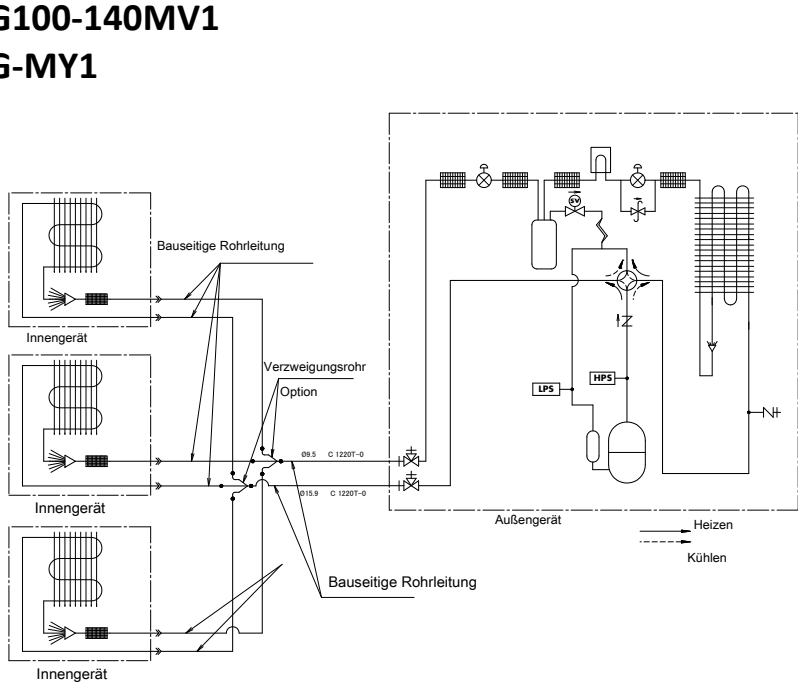 G100-140MV1
G-MY1
Bauseitige Rohrleitung
SV
Innengerät
Verzweigungsrohr
Option
LPS
HPS
Ø9.5 C 1220T-0
Ø15.9 C 1220T-0
Innengerät
Außengerät
Heizen
Kühlen
Bauseitige Rohrleitung
Innengerät